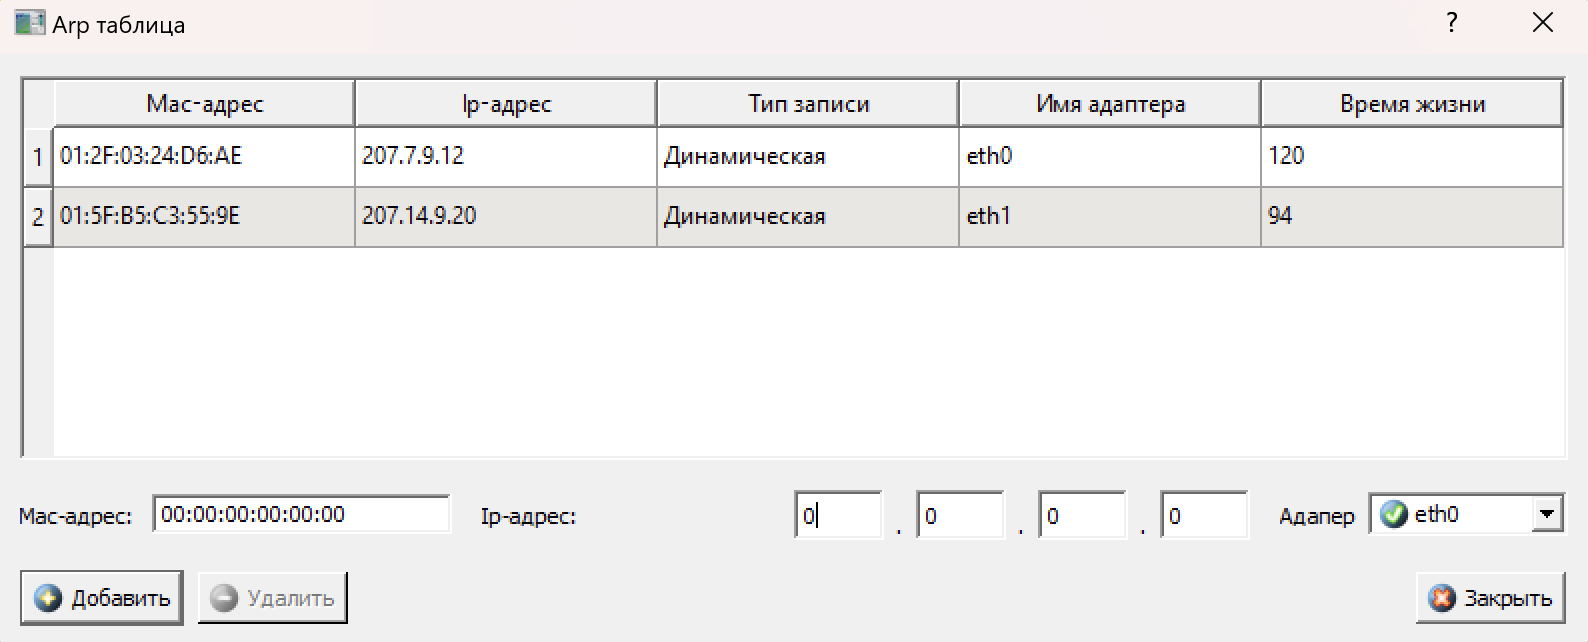 Arp таблица
?
Mac-адрес Ip-адрес Тип записи Имя адаптера Время жизни
1 01:2F:03:24:D6:AE 207.7.9.12 Динамическая eth0 120
2 01:5F:B5:C3:55:9E 207.14.9.20 Динамическая eth1 94
Mac-адрес: 00:00:00:00:00:00 Ip-адрес: 0 . 0 . 0 . 0 Адапер eth0
Добавить Удалить Закрыть